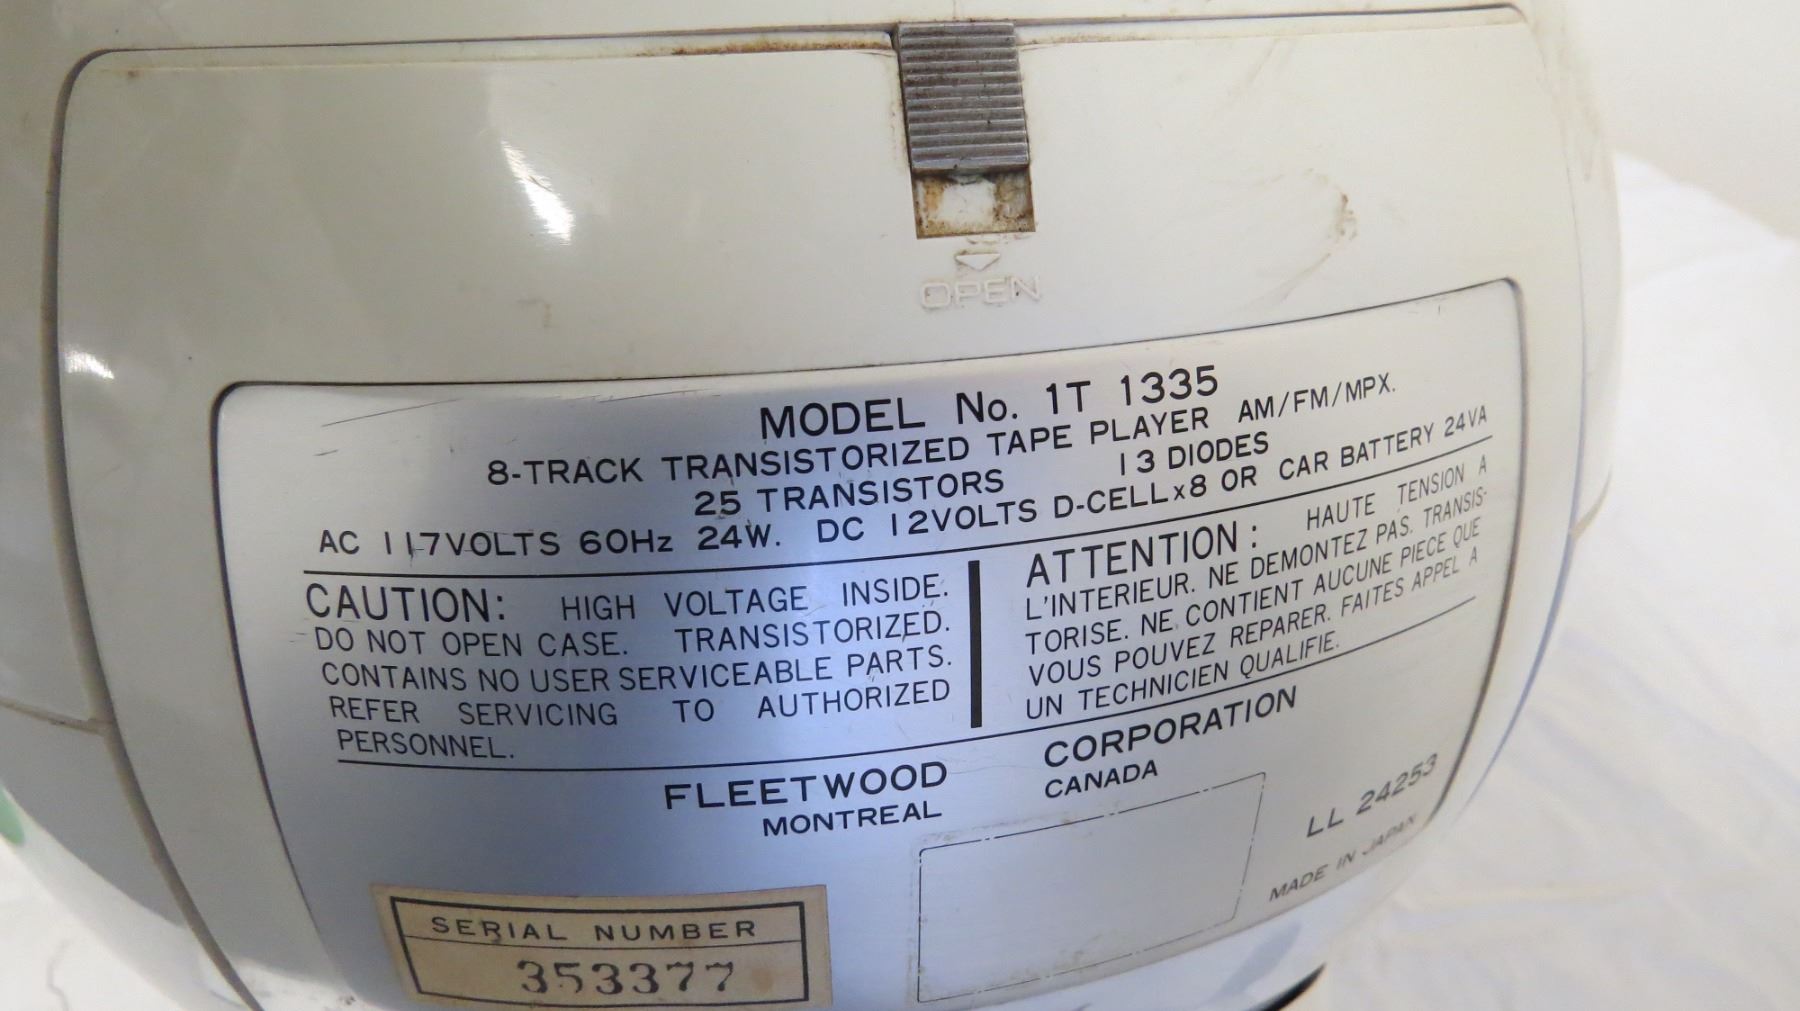 OPEN
MODEL No. 1T 1335
8-TRACK TRANSISTORIZED TAPE PLAYER AM/FM/MPX.
25 TRANSISTORS 13 DIODES
AC 117VOLTS 60Hz 24W. DC 12VOLTS D-CELLx8 OR CAR BATTERY 24VA
CAUTION: HIGH VOLTAGE INSIDE.
DO NOT OPEN CASE. TRANSISTORIZED.
CONTAINS NO USER SERVICEABLE PARTS.
REFER SERVICING TO AUTHORIZED
PERSONNEL.
ATTENTION: HAUTE TENSION A
L'INTERIEUR. NE DEMONTEZ PAS. TRANSIS-
TORISE. NE CONTIENT AUCUNE PIECE QUE
VOUS POUVEZ REPARER. FAITES APPEL A
UN TECHNICIEN QUALIFIE.
FLEETWOOD CORPORATION
MONTREAL CANADA
LL 24253
MADE IN JAPAN
SERIAL NUMBER
353377